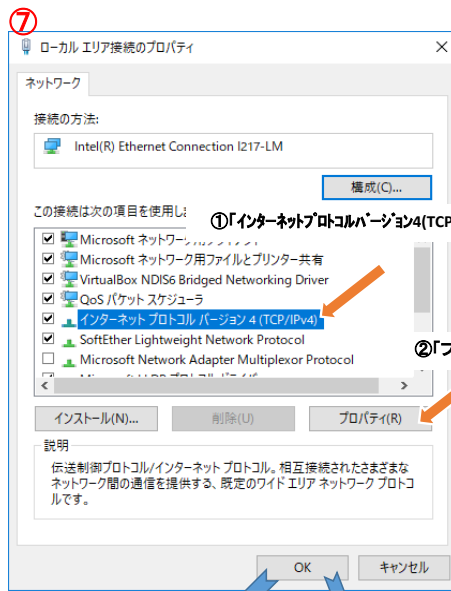 ⑦
ローカル エリア接続のプロパティ
ネットワーク
接続の方法:
Intel(R) Ethernet Connection I217-LM
構成(C)...
この接続は次の項目を使用し
①「インターネットプロトコルバージョン4(TCP
Microsoft ネットワーク用
Microsoft ネットワーク用ファイルとプリンター共有
VirtualBox NDIS6 Bridged Networking Driver
QoS パケット スケジューラ
インターネット プロトコル バージョン 4 (TCP/IPv4)
SoftEther Lightweight Network Protocol
②「プ
Microsoft Network Adapter Multiplexor Protocol
インストール(N)...
削除(U)
プロパティ(R)
説明
伝送制御プロトコル/インターネット プロトコル。相互接続されたさまざまな
ネットワーク間の通信を提供する、既定のワイド エリア ネットワーク プロトコ
ルです。
OK
キャンセル